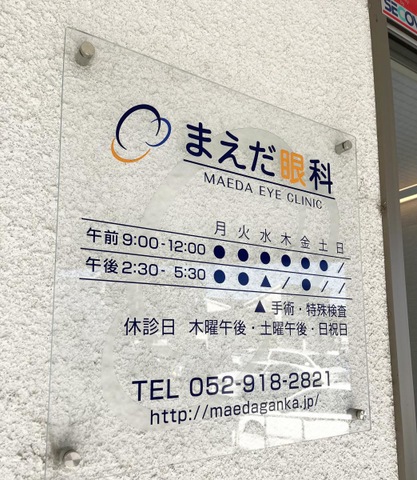 SECOM
まえだ眼科
MAEDA EYE CLINIC
月 火 水 木 金 土 日
午前 9:00-12:00 ● ● ● ● ● ● /
午後 2:30- 5:30 ● ● ▲ / ● / /
▲ 手術・特殊検査
休診日 木曜午後・土曜午後・日祝日
TEL 052-918-2821
http://maedaganka.jp/